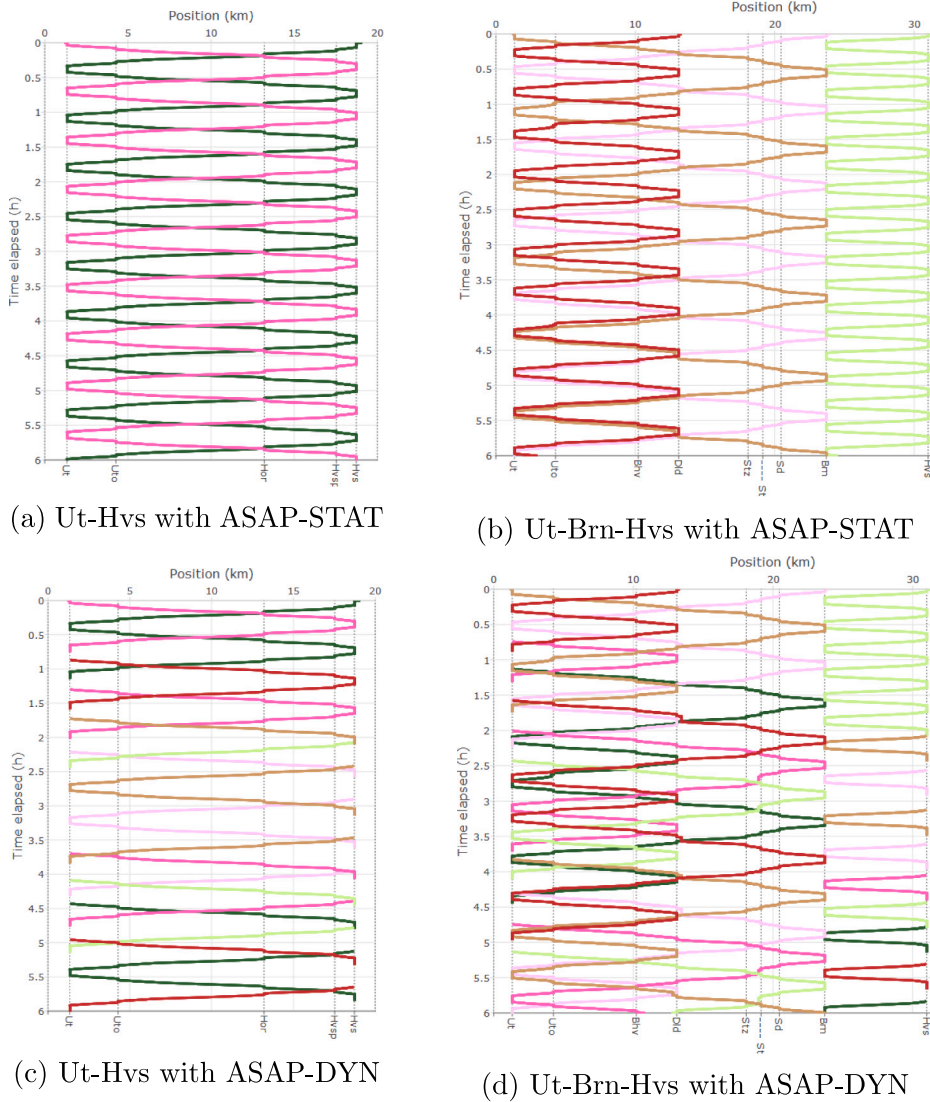 Position (km)
0 5 10 15 20
Time elapsed (h)
0
0.5
1
1.5
2
2.5
3
3.5
4
4.5
5
5.5
6
Ut Uto Hor Hvsp Hvs
(a) Ut-Hvs with ASAP-STAT
Position (km)
0 10 20 30
Time elapsed (h)
0
0.5
1
1.5
2
2.5
3
3.5
4
4.5
5
5.5
6
Ut Uto Bhv Dld Stz St Sd Brn Hvs
(b) Ut-Brn-Hvs with ASAP-STAT
Position (km)
0 5 10 15 20
Time elapsed (h)
0
0.5
1
1.5
2
2.5
3
3.5
4
4.5
5
5.5
6
Ut Uto Hor Hvsp Hvs
(c) Ut-Hvs with ASAP-DYN
Position (km)
0 10 20 30
Time elapsed (h)
0
0.5
1
1.5
2
2.5
3
3.5
4
4.5
5
5.5
6
Ut Uto Bhv Dld Stz St Sd Brn Hvs
(d) Ut-Brn-Hvs with ASAP-DYN